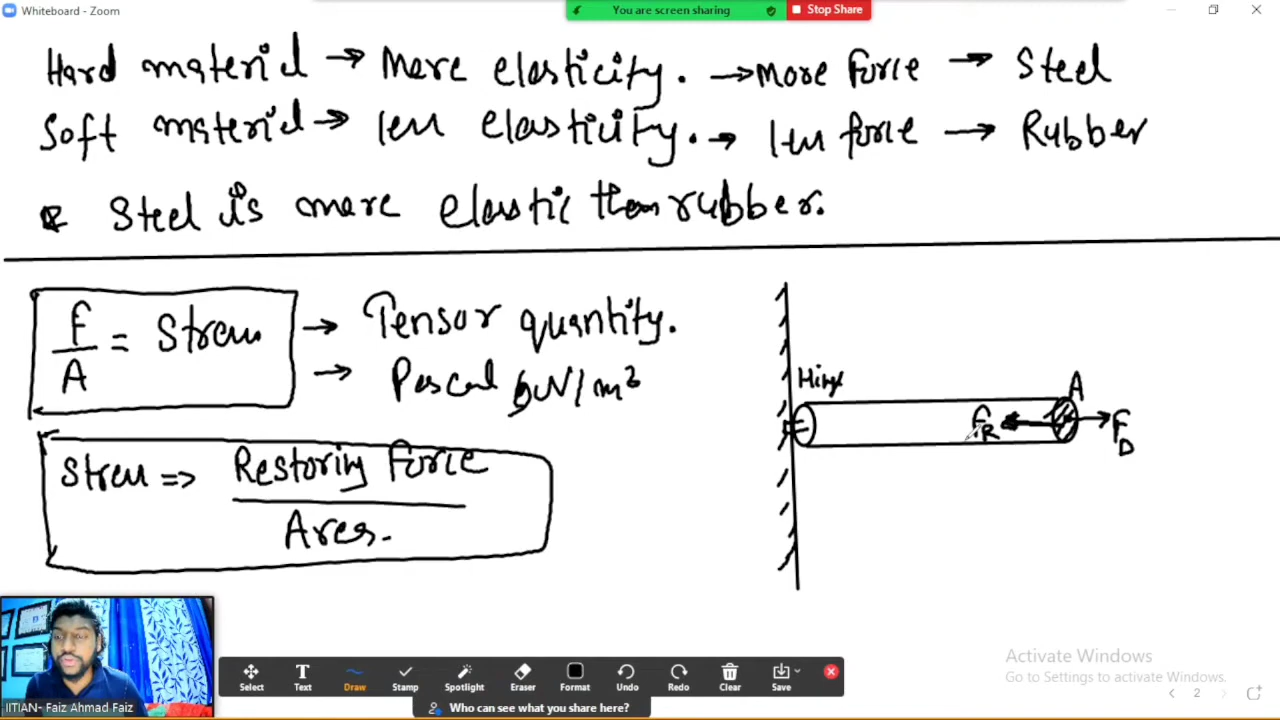 Whiteboard - Zoom
You are screen sharing
Stop Share
Hard material → More elasticity. → More force → Steel
Soft material → less elasticity. → less force → Rubber
* Steel is more elastic than rubber.
F/A = Stress → Tensor quantity.
→ Pascal or N/m²
Hinge
A
F_R
F_D
Stress ⇒ Restoring force / Area.
IITIAN- Faiz Ahmad Faiz
Select Text Draw Stamp Spotlight Eraser Format Undo Redo Clear Save
Who can see what you share here?
Activate Windows
Go to Settings to activate Windows.
2